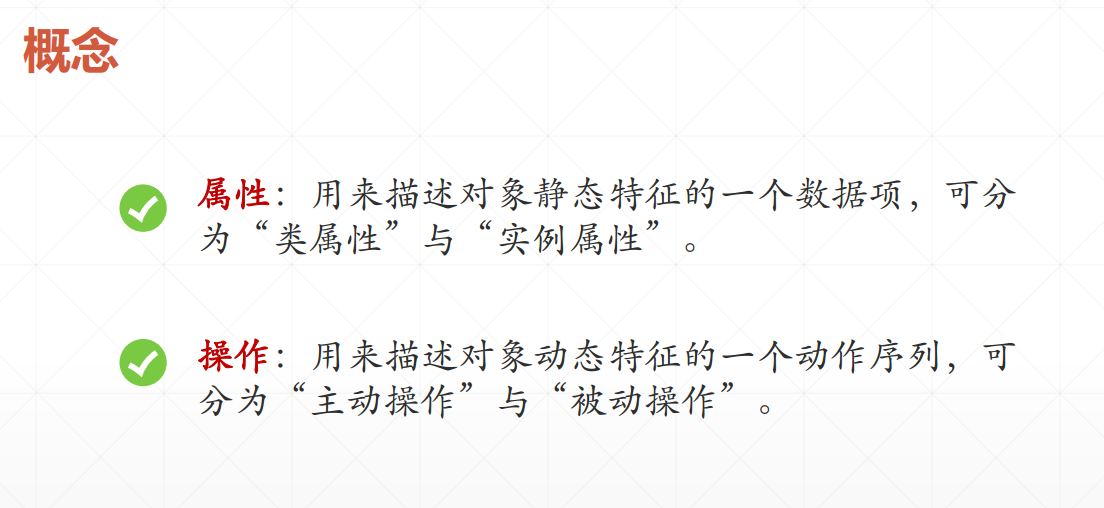 概念
属性：用来描述对象静态特征的一个数据项，可分
为“类属性”与“实例属性”。
操作：用来描述对象动态特征的一个动作序列，可
分为“主动操作”与“被动操作”。